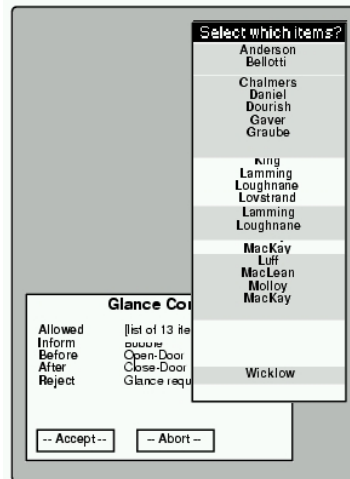 Select which items?
Anderson
Bellotti
Chalmers
Daniel
Dourish
Gaver
Graube
King
Lamming
Loughnane
Lovstrand
Lamming
Loughnane
MacKay
Luff
MacLean
Molloy
MacKay
Wicklow
Glance Cor
Allowed [list of 13 ite
Inform Bubble
Before Open-Door
After Close-Door
Reject Glance requ
-- Accept -- -- Abort --